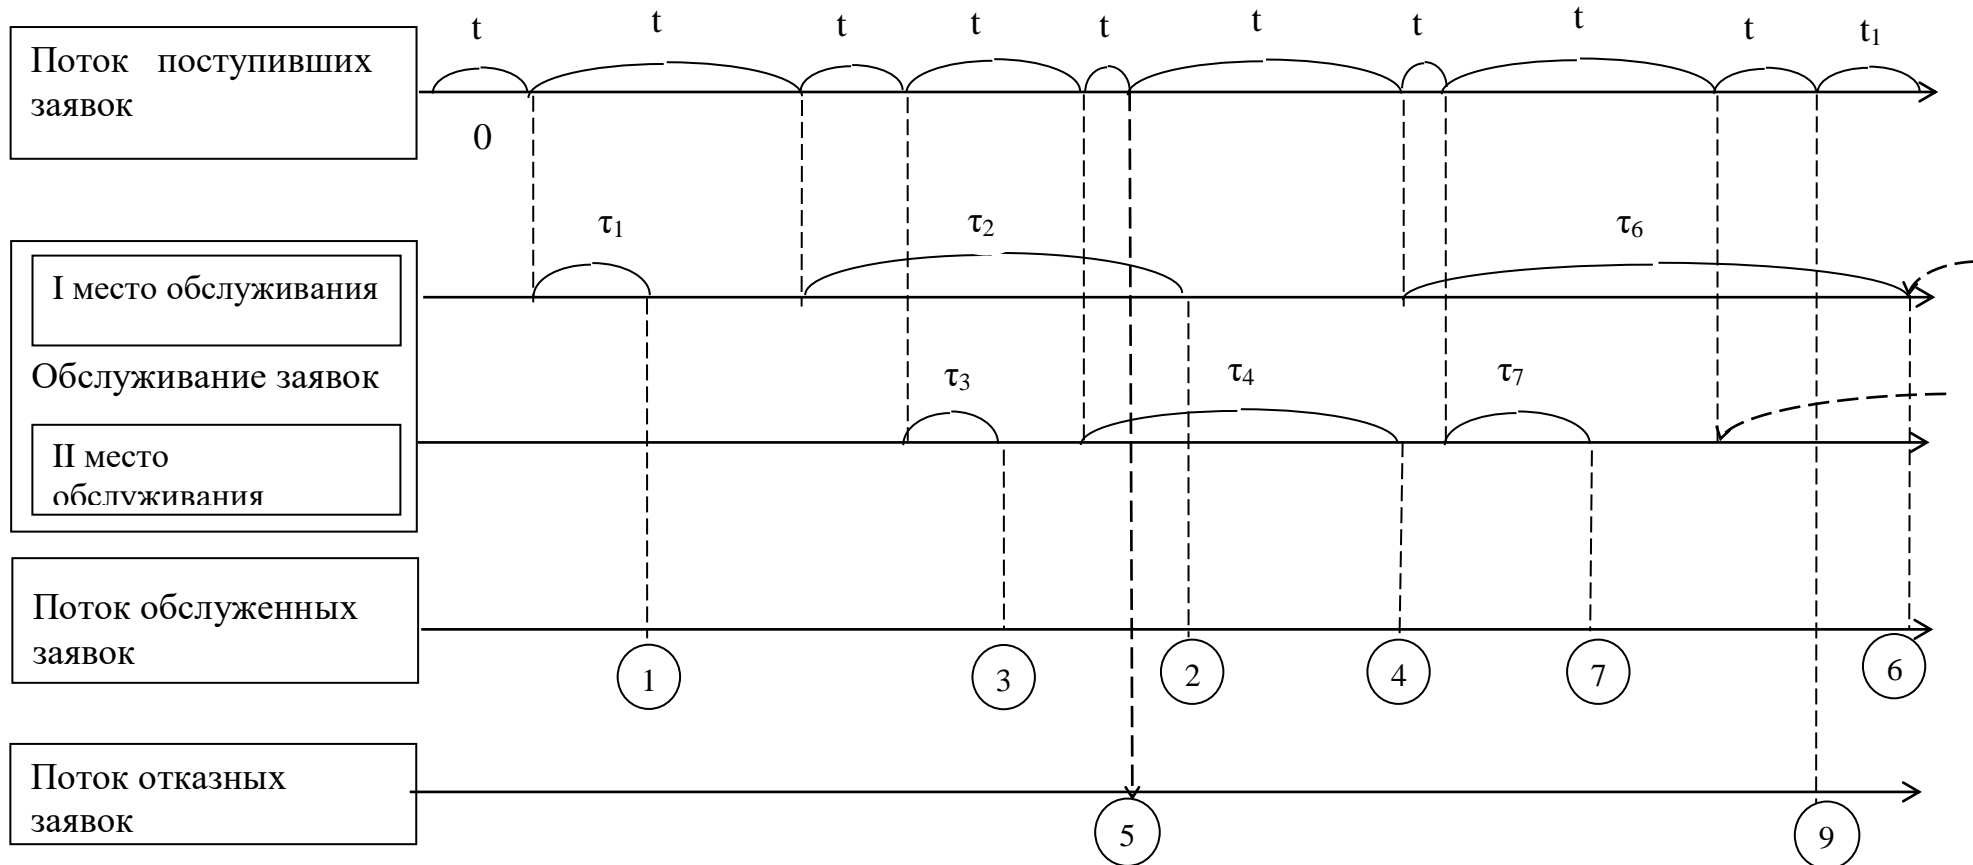 t t t t t t t t t t₁
Поток поступивших
заявок
0
τ₁ τ₂ τ₆
I место обслуживания
Обслуживание заявок
τ₃ τ₄ τ₇
II место
обслуживания
Поток обслуженных
заявок
1 3 2 4 7 6
Поток отказных
заявок
5 9